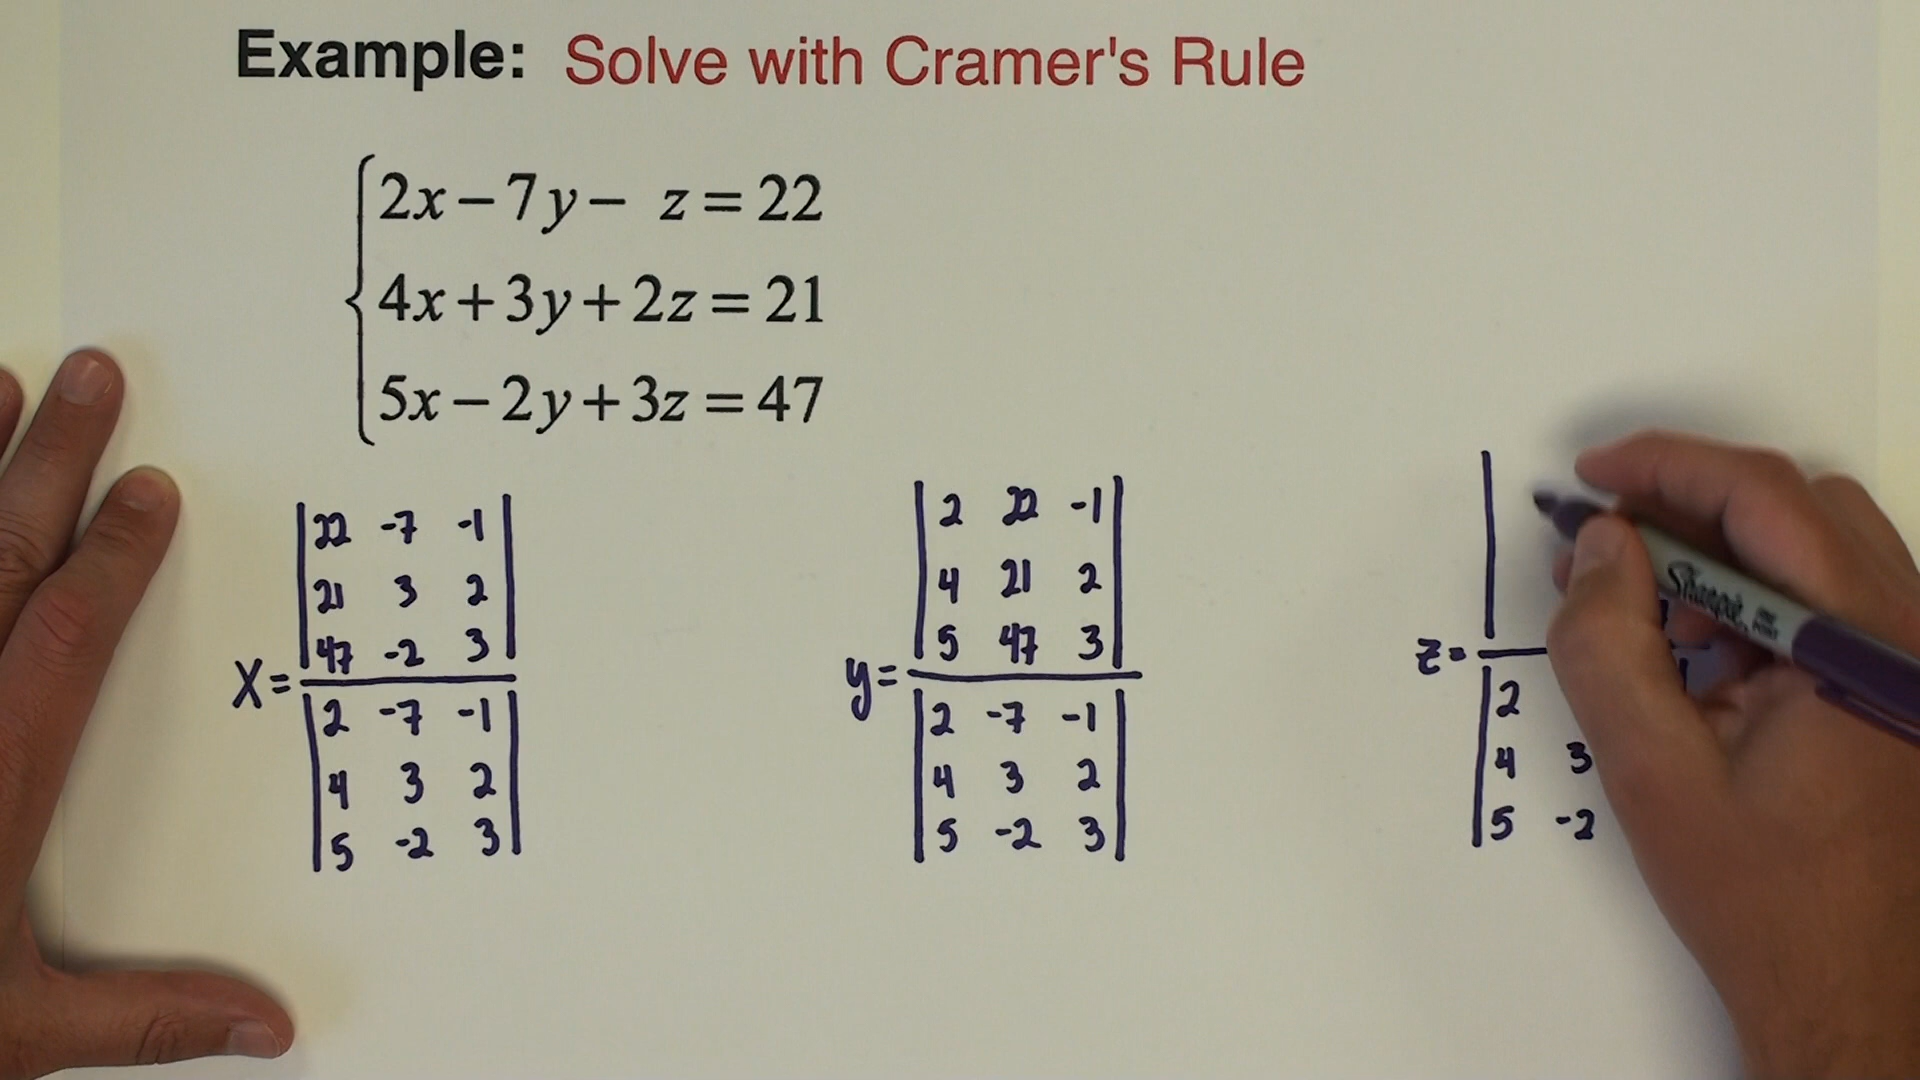 Example: Solve with Cramer's Rule
2x − 7y − z = 22
4x + 3y + 2z = 21
5x − 2y + 3z = 47
22 -7 -1
21 3 2
47 -2 3
x=
2 -7 -1
4 3 2
5 -2 3
2 22 -1
4 21 2
5 47 3
y=
2 -7 -1
4 3 2
5 -2 3
z=
2
4 3
5 -2
Sharpie